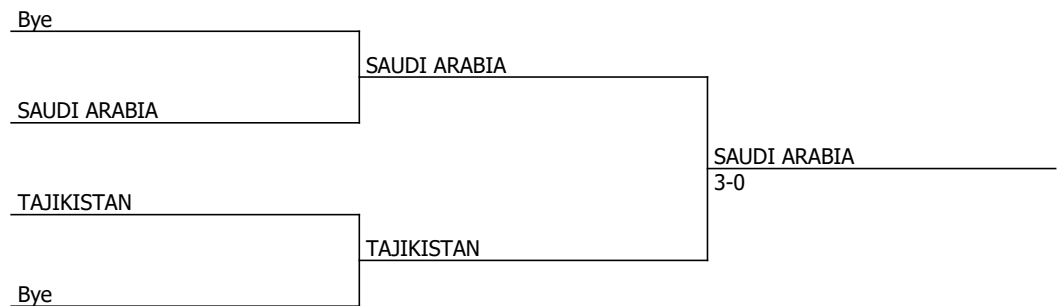 Bye
SAUDI ARABIA
SAUDI ARABIA
SAUDI ARABIA
3-0
TAJIKISTAN
TAJIKISTAN
Bye